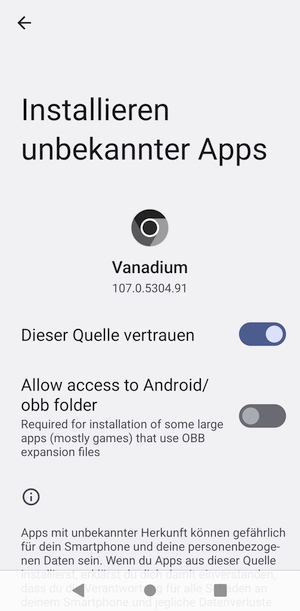 Installieren
unbekannter Apps
Vanadium
107.0.5304.91
Dieser Quelle vertrauen
Allow access to Android/
obb folder
Required for installation of some large
apps (mostly games) that use OBB
expansion files
Apps mit unbekannter Herkunft können gefährlich
für dein Smartphone und deine personenbezoge-
nen Daten sein. Wenn du Apps aus dieser Quelle
installierst, erklärst du dich damit einverstanden,
dass du die Verantwortung für alle Schäden an
deinem Smartphone und jegliche Datenverluste